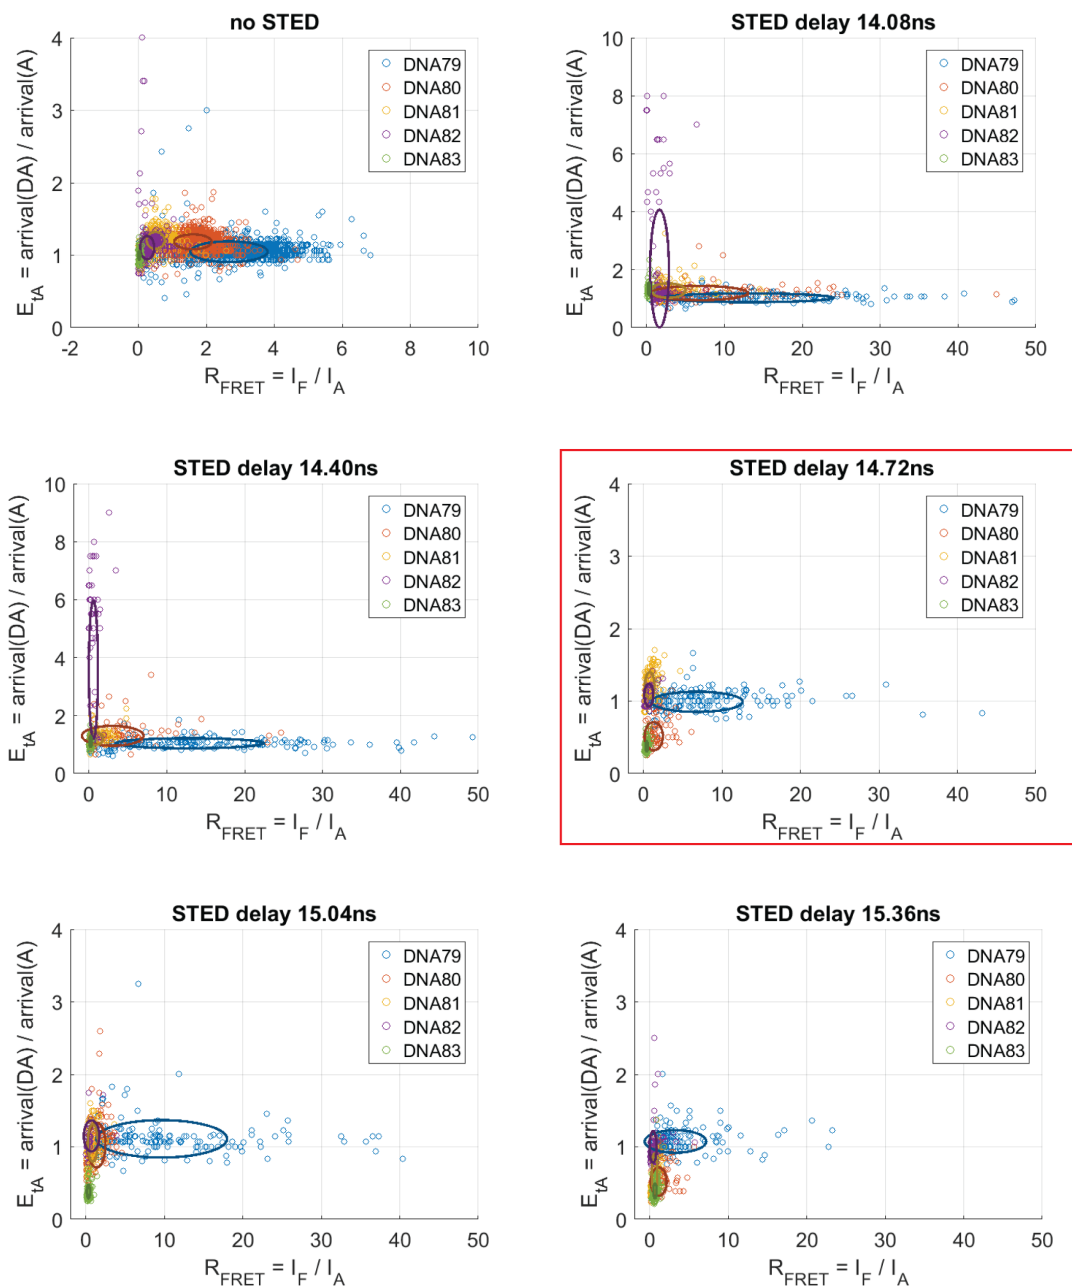 no STED
E_tA = arrival(DA) / arrival(A)
4
3
2
1
0
-2
0
2
4
6
8
10
R_FRET = I_F / I_A
DNA79
DNA80
DNA81
DNA82
DNA83
STED delay 14.08ns
E_tA = arrival(DA) / arrival(A)
10
8
6
4
2
0
0
10
20
30
40
50
R_FRET = I_F / I_A
DNA79
DNA80
DNA81
DNA82
DNA83
STED delay 14.40ns
E_tA = arrival(DA) / arrival(A)
10
8
6
4
2
0
0
10
20
30
40
50
R_FRET = I_F / I_A
DNA79
DNA80
DNA81
DNA82
DNA83
STED delay 14.72ns
E_tA = arrival(DA) / arrival(A)
4
3
2
1
0
0
10
20
30
40
50
R_FRET = I_F / I_A
DNA79
DNA80
DNA81
DNA82
DNA83
STED delay 15.04ns
E_tA = arrival(DA) / arrival(A)
4
3
2
1
0
0
10
20
30
40
50
R_FRET = I_F / I_A
DNA79
DNA80
DNA81
DNA82
DNA83
STED delay 15.36ns
E_tA = arrival(DA) / arrival(A)
4
3
2
1
0
0
10
20
30
40
50
R_FRET = I_F / I_A
DNA79
DNA80
DNA81
DNA82
DNA83